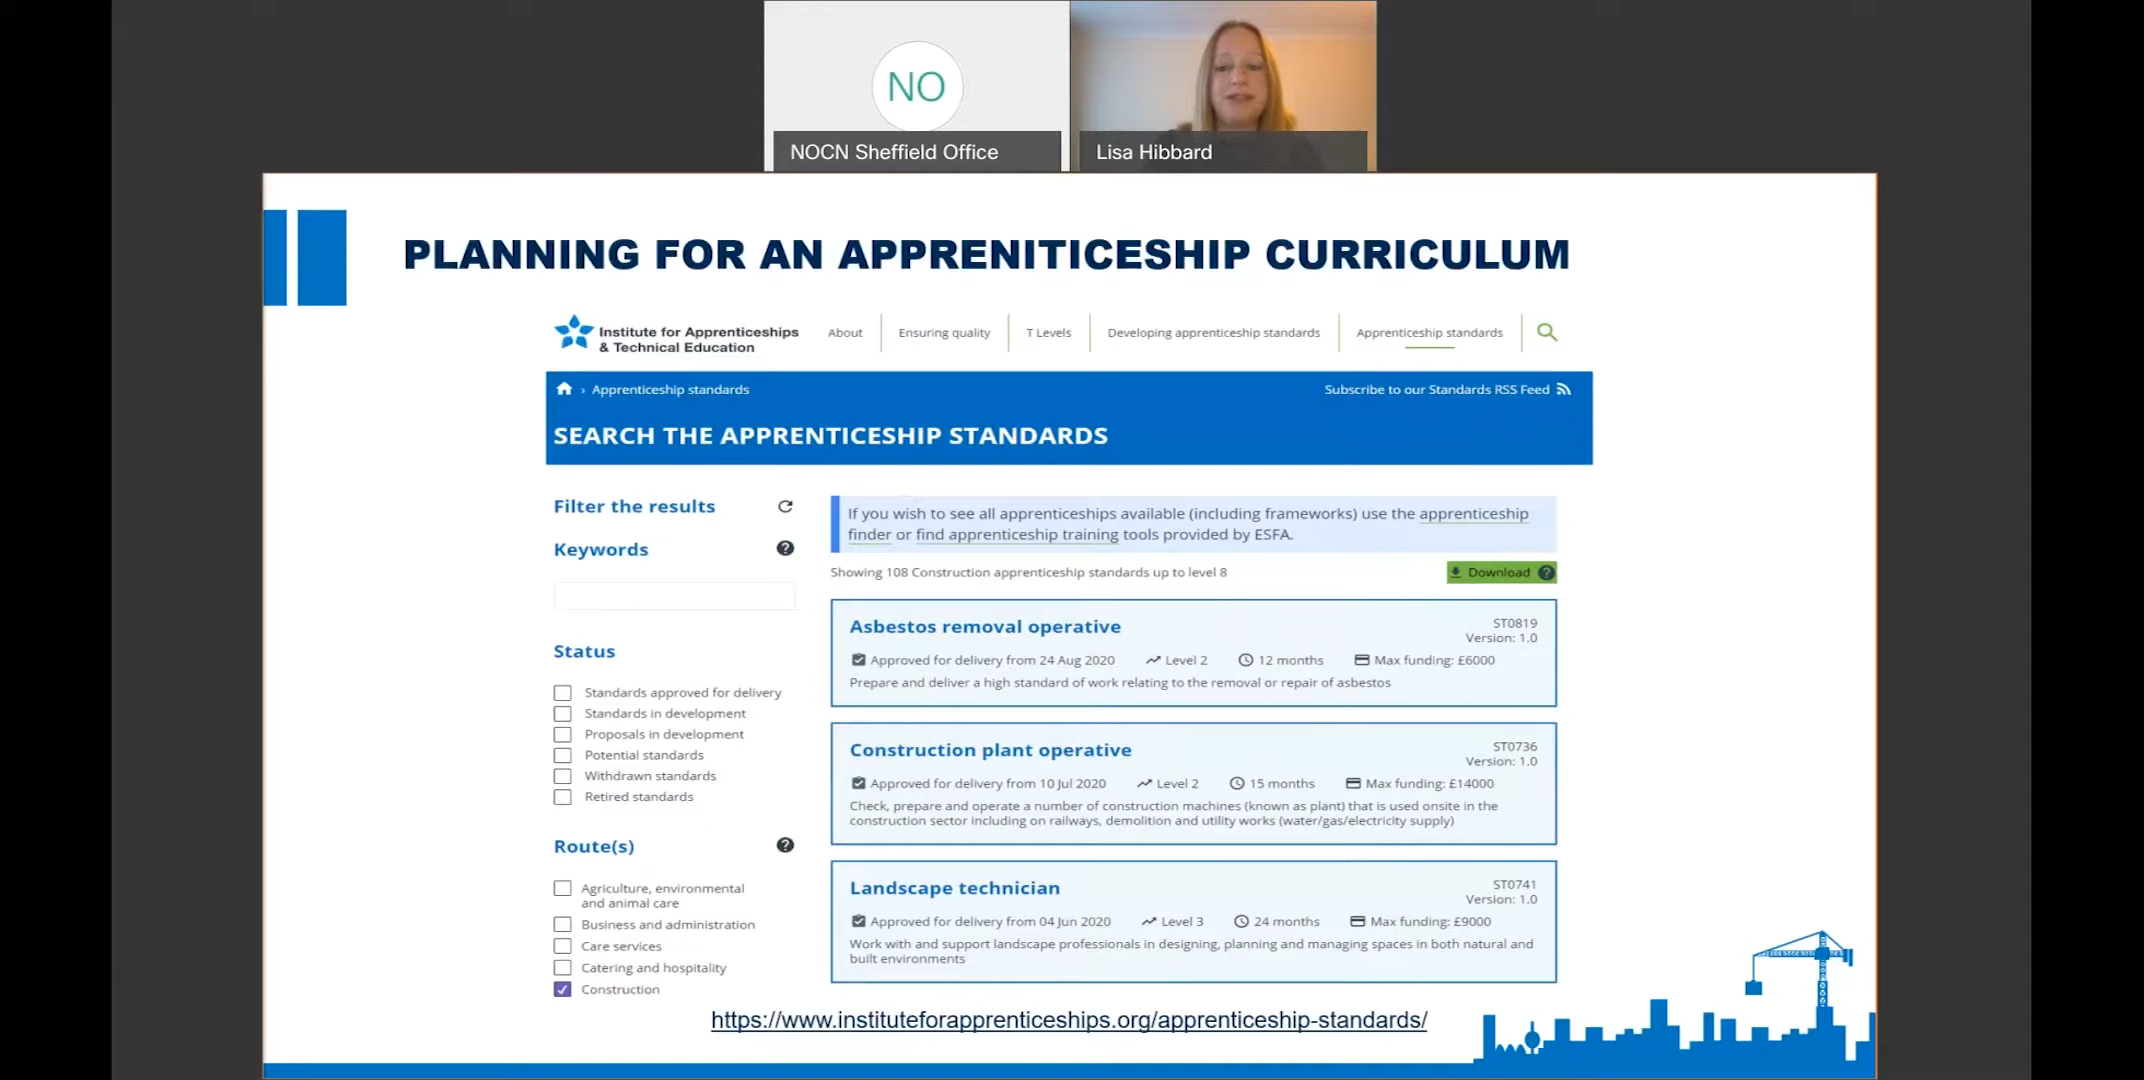 NO
NOCN Sheffield Office
Lisa Hibbard
PLANNING FOR AN APPRENITICESHIP CURRICULUM
Institute for Apprenticeships
& Technical Education
About
Ensuring quality
T Levels
Developing apprenticeship standards
Apprenticeship standards
› Apprenticeship standards
Subscribe to our Standards RSS Feed
SEARCH THE APPRENTICESHIP STANDARDS
Filter the results
Keywords
Status
Standards approved for delivery
Standards in development
Proposals in development
Potential standards
Withdrawn standards
Retired standards
Route(s)
Agriculture, environmental
and animal care
Business and administration
Care services
Catering and hospitality
Construction
If you wish to see all apprenticeships available (including frameworks) use the apprenticeship
finder or find apprenticeship training tools provided by ESFA.
Showing 108 Construction apprenticeship standards up to level 8
Download
Asbestos removal operative
ST0819
Version: 1.0
Approved for delivery from 24 Aug 2020 Level 2 12 months Max funding: £6000
Prepare and deliver a high standard of work relating to the removal or repair of asbestos
Construction plant operative
ST0736
Version: 1.0
Approved for delivery from 10 Jul 2020 Level 2 15 months Max funding: £14000
Check, prepare and operate a number of construction machines (known as plant) that is used onsite in the
construction sector including on railways, demolition and utility works (water/gas/electricity supply)
Landscape technician
ST0741
Version: 1.0
Approved for delivery from 04 Jun 2020 Level 3 24 months Max funding: £9000
Work with and support landscape professionals in designing, planning and managing spaces in both natural and
built environments
https://www.instituteforapprenticeships.org/apprenticeship-standards/